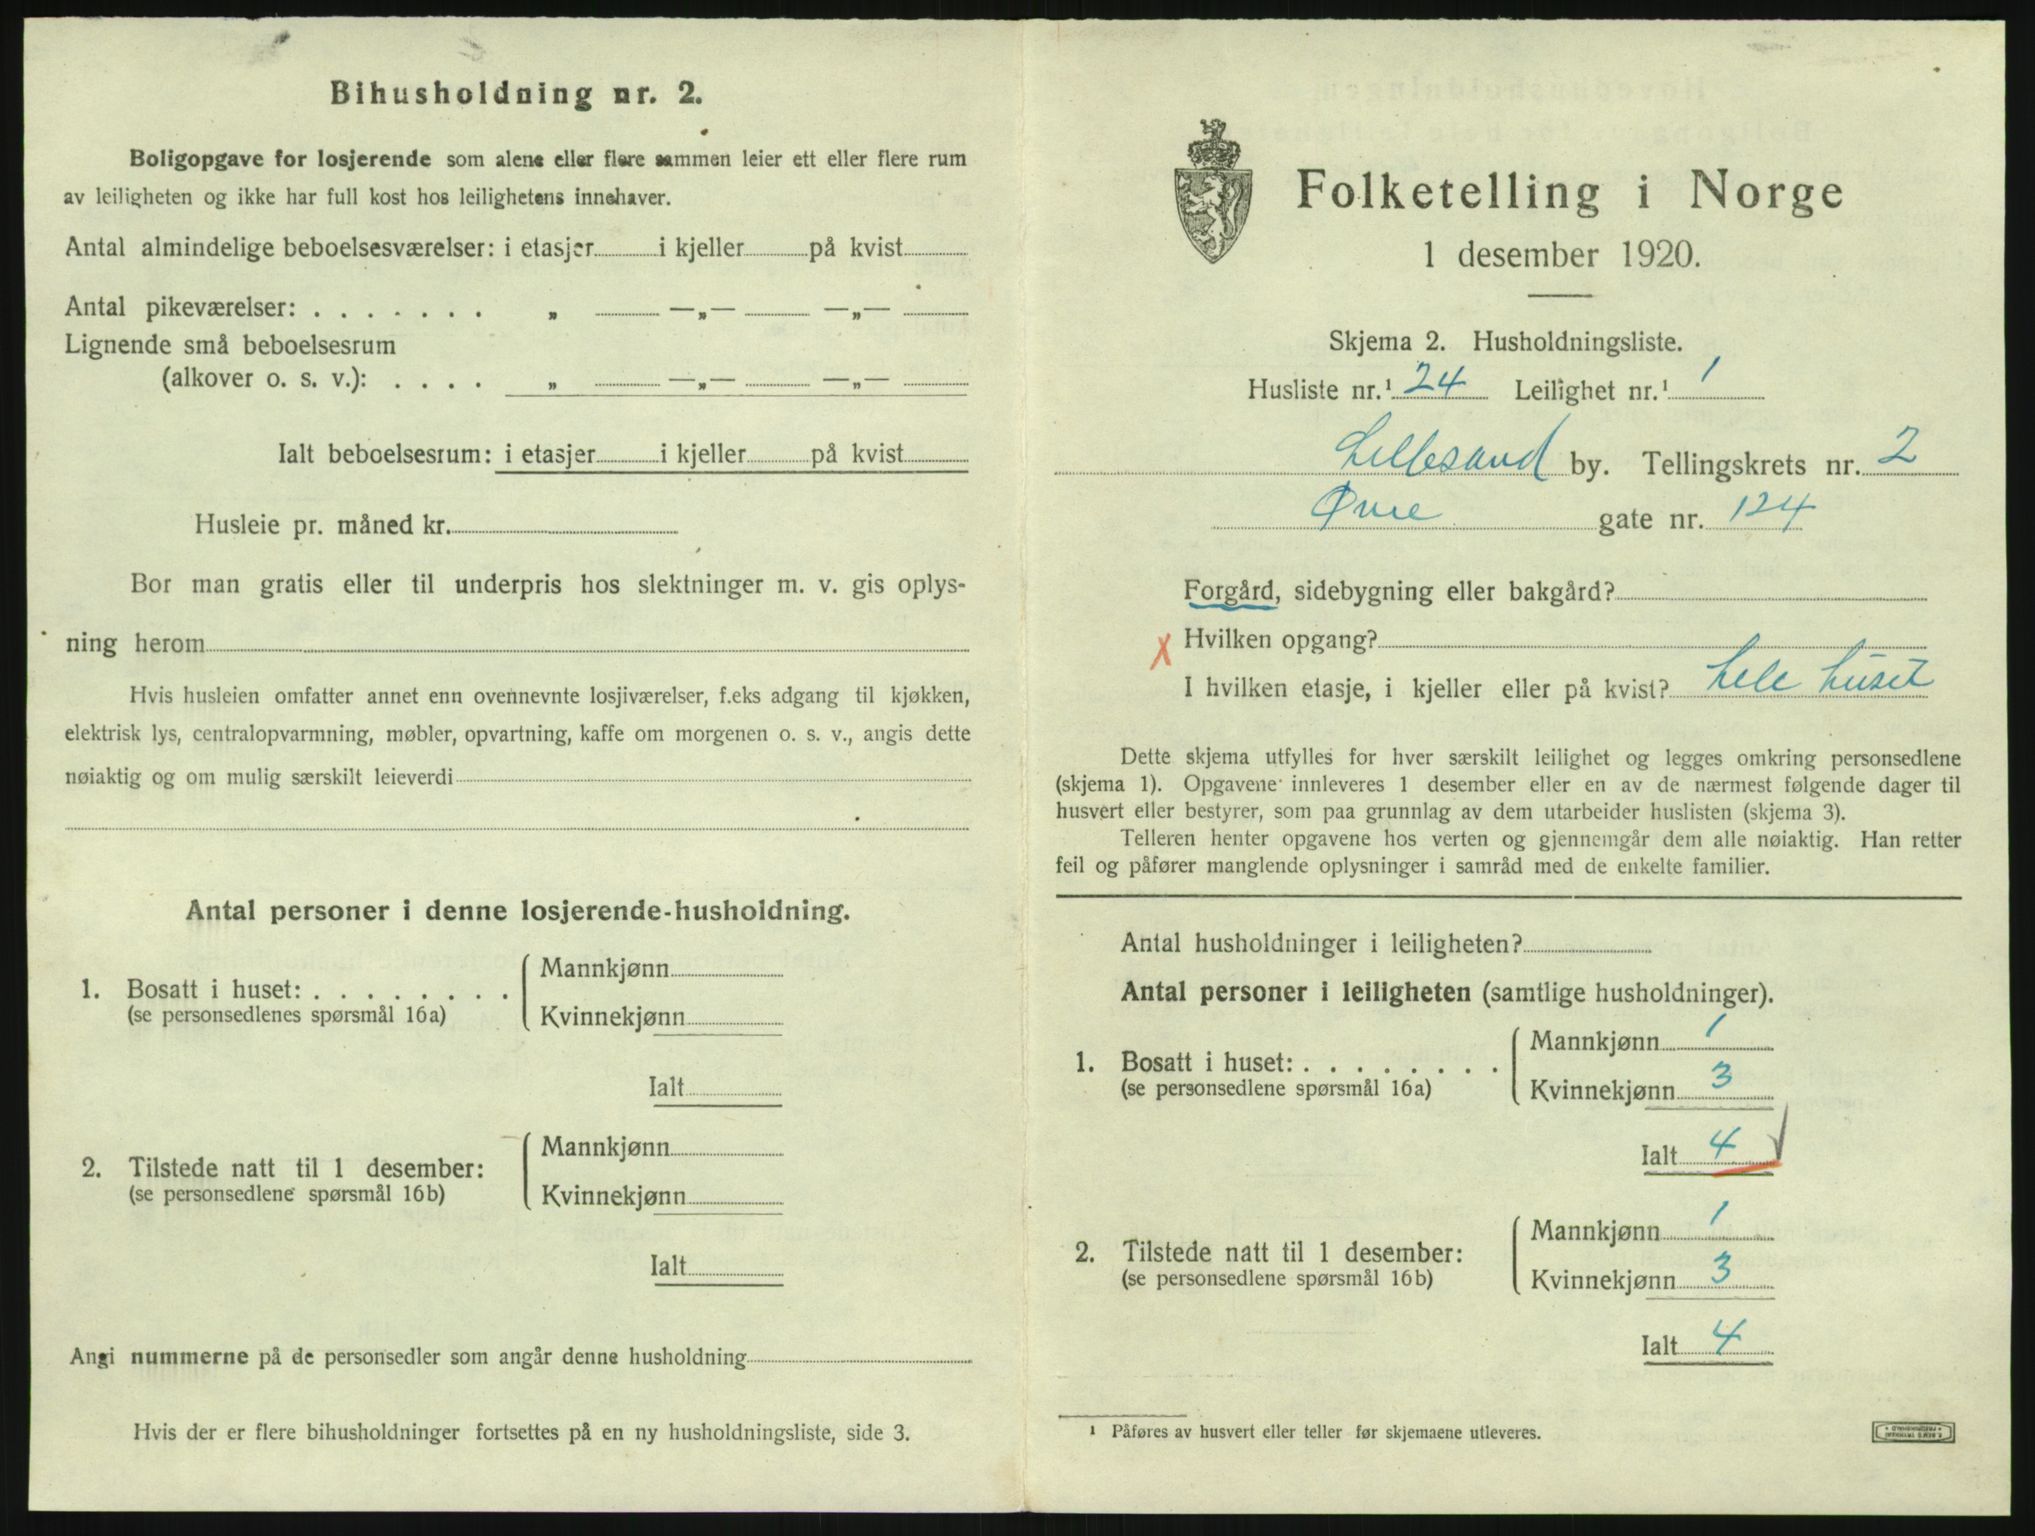 Bihusholdning nr. 2.
Boligopgave for losjerende som alene eller flere sammen leier ett eller flere rum
av leiligheten og ikke har full kost hos leilighetens innehaver.
Antal almindelige beboelsesværelser: i etasjer i kjeller på kvist
Antal pikeværelser: . . . . . . . „ —„— —„—
Lignende små beboelsesrum
(alkover o. s. v.): . . . . „ —„— —„—
Ialt beboelsesrum: i etasjer i kjeller på kvist
Husleie pr. måned kr.
Bor man gratis eller til underpris hos slektninger m. v. gis oplys-
ning herom
Hvis husleien omfatter annet enn ovennevnte losjiværelser, f.eks adgang til kjøkken,
elektrisk lys, centralopvarmning, møbler, opvartning, kaffe om morgenen o. s. v., angis dette
nøiaktig og om mulig særskilt leieverdi
Antal personer i denne losjerende-husholdning.
1. Bosatt i huset: . . . . . . . .
(se personsedlenes spørsmål 16a)
Mannkjønn
Kvinnekjønn
Ialt
2. Tilstede natt til 1 desember:
(se personsedlene spørsmål 16b)
Mannkjønn
Kvinnekjønn
Ialt
Angi nummerne på de personsedler som angår denne husholdning
Hvis der er flere bihusholdninger fortsettes på en ny husholdningsliste, side 3.
Folketelling i Norge
1 desember 1920.
Skjema 2. Husholdningsliste.
Husliste nr.¹ 24 Leilighet nr.¹ 1
Lillesand by. Tellingskrets nr. 2
Øvre gate nr. 124
Forgård, sidebygning eller bakgård?
X Hvilken opgang?
I hvilken etasje, i kjeller eller på kvist? hele huset
Dette skjema utfylles for hver særskilt leilighet og legges omkring personsedlene
(skjema 1). Opgavene innleveres 1 desember eller en av de nærmest følgende dager til
husvert eller bestyrer, som paa grunnlag av dem utarbeider huslisten (skjema 3).
Telleren henter opgavene hos verten og gjennemgår dem alle nøiaktig. Han retter
feil og påfører manglende oplysninger i samråd med de enkelte familier.
Antal husholdninger i leiligheten?
Antal personer i leiligheten (samtlige husholdninger).
1. Bosatt i huset: . . . . . . . .
(se personsedlene spørsmål 16a)
Mannkjønn 1
Kvinnekjønn 3
Ialt 4
2. Tilstede natt til 1 desember:
(se personsedlene spørsmål 16b)
Mannkjønn 1
Kvinnekjønn 3
Ialt 4
¹ Påføres av husvert eller teller før skjemaene utleveres.